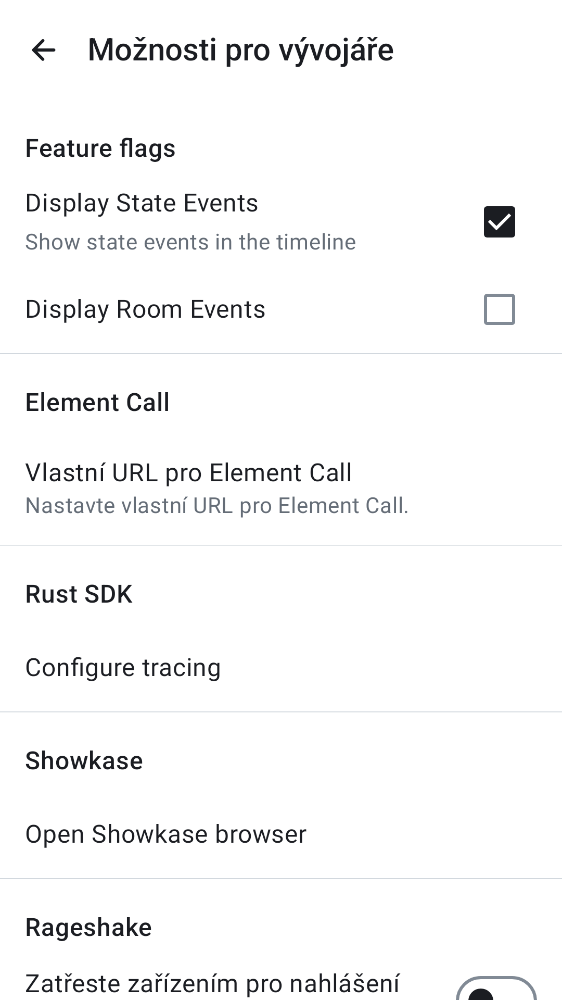 Možnosti pro vývojáře
Feature flags
Display State Events
Show state events in the timeline
Display Room Events
Element Call
Vlastní URL pro Element Call
Nastavte vlastní URL pro Element Call.
Rust SDK
Configure tracing
Showkase
Open Showkase browser
Rageshake
Zatřeste zařízením pro nahlášení